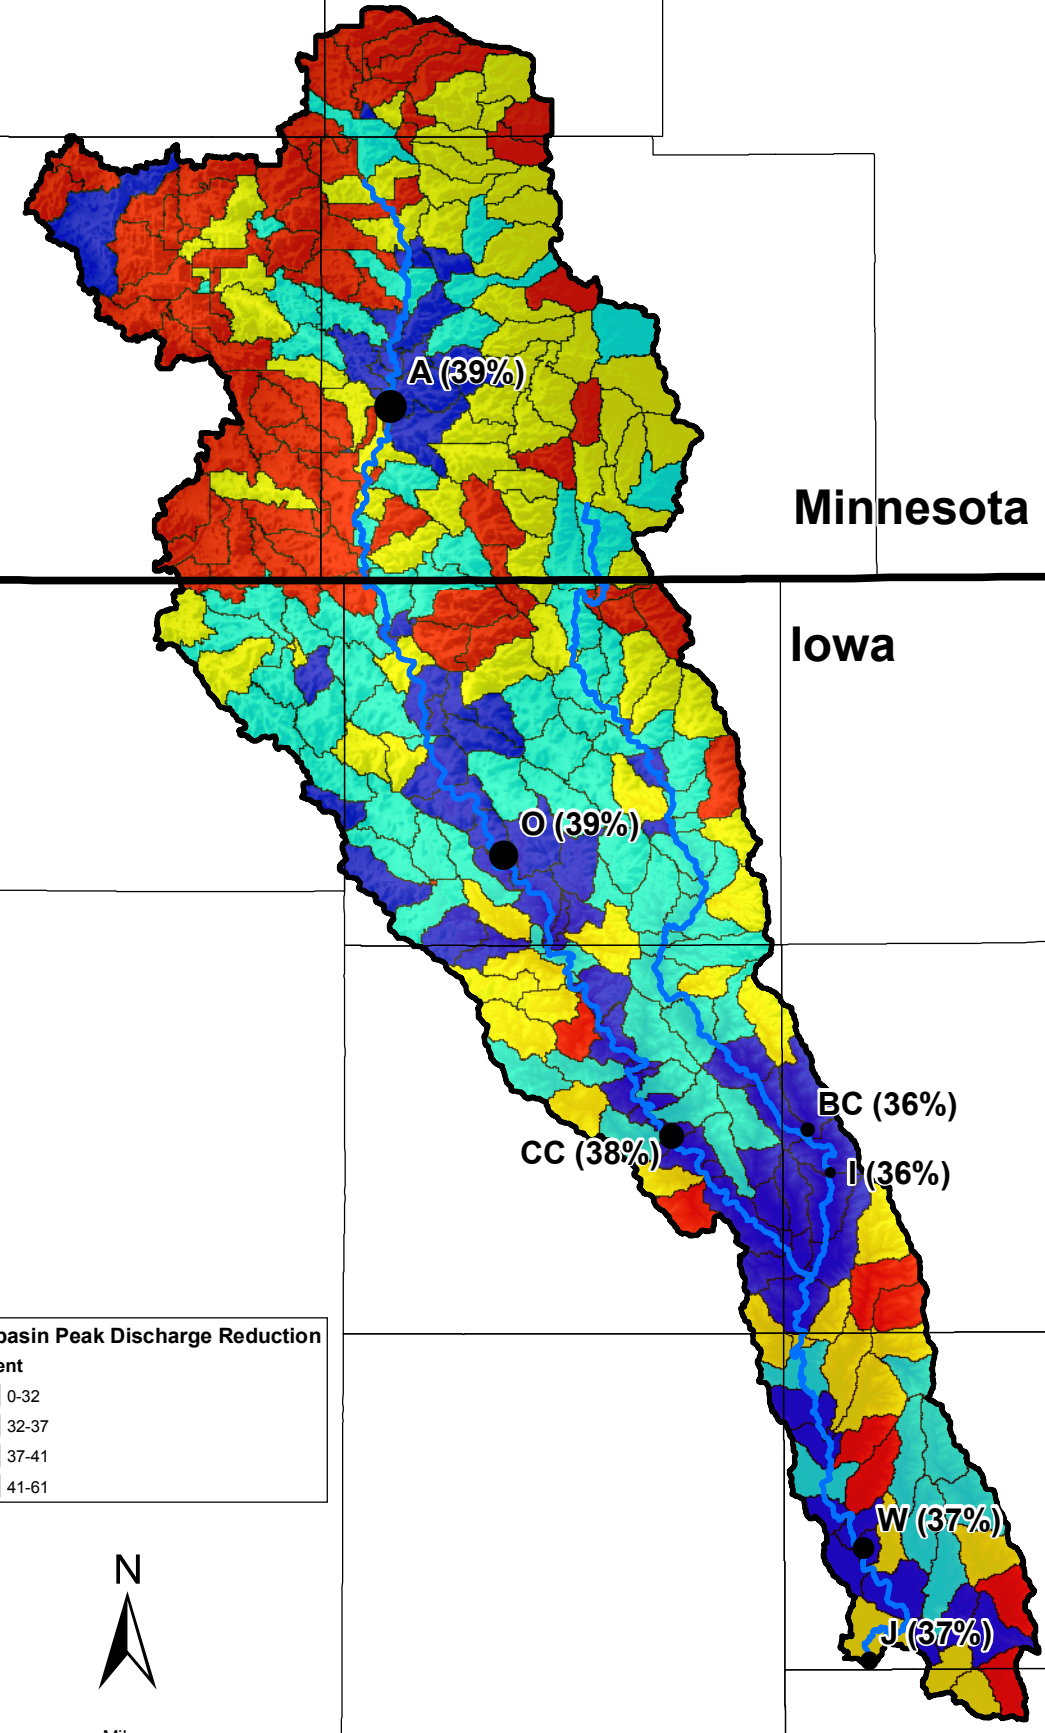 A (39%)
Minnesota
Iowa
O (39%)
BC (36%)
CC (38%)
I (36%)
basin Peak Discharge Reduction
ent
0-32
32-37
37-41
41-61
W (37%)
N
J (37%)